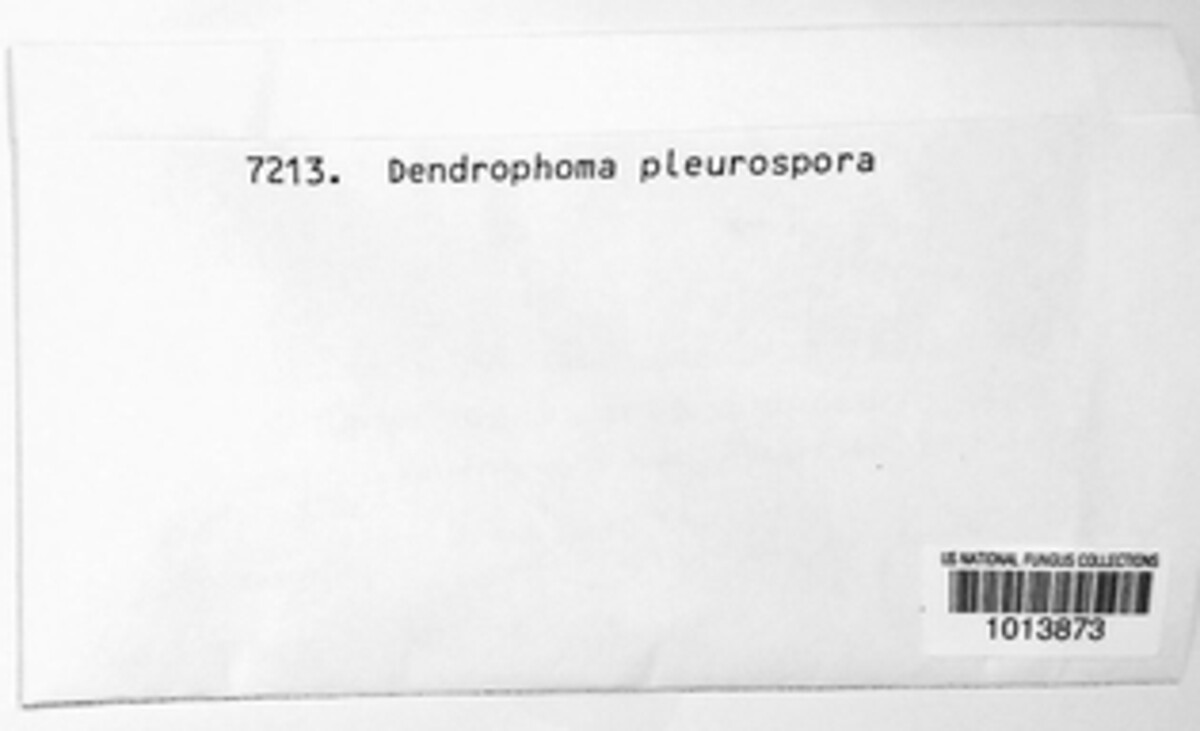 7213. Dendrophoma pleurospora
US NATIONAL FUNGUS COLLECTIONS
1013873